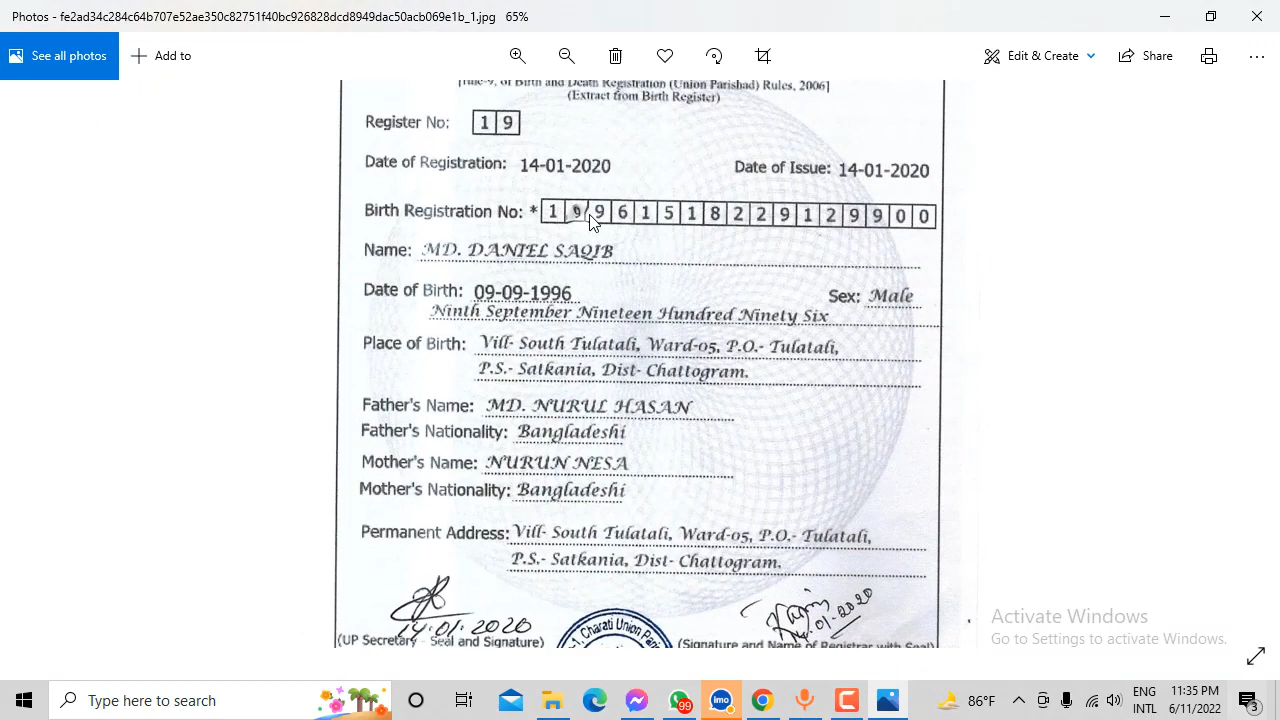 Photos - fe2ad34c28d4c64b707e52ae350c82751f40bc926828dcd8949dac50acb069e1b_1.jpg 65%
See all photos
Add to
Edit & Create
Share
[Rule-9, of Birth and Death Registration (Union Parishad) Rules, 2006]
(Extract from Birth Register)
Register No: 1 9
Date of Registration: 14-01-2020 Date of Issue: 14-01-2020
Birth Registration No: * 1 9 9 6 1 5 1 8 2 2 9 1 2 9 9 0 0
Name: MD. DANIEL SAQIB
Date of Birth: 09-09-1996 Sex: Male
Ninth September Nineteen Hundred Ninety Six
Place of Birth: Vill- South Tulatali, Ward-05, P.O.- Tulatali,
P.S.- Satkania, Dist- Chattogram.
Father's Name: MD. NURUL HASAN
Father's Nationality: Bangladeshi
Mother's Name: NURUN NESA
Mother's Nationality: Bangladeshi
Permanent Address: Vill- South Tulatali, Ward-05, P.O.- Tulatali,
P.S.- Satkania, Dist- Chattogram.
14.01.2020
14.01.2020
(UP Secretary Seal and Signature)
Charati Union
(Signature and Name of Registrar with Seal)
Activate Windows
Go to Settings to activate Windows.
Type here to search
99
imo
86°F
ENG
INTL
11:35 PM
6/11/2022
3